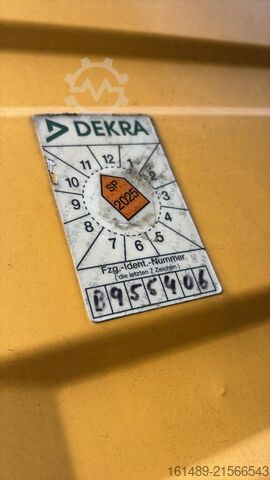 DEKRA
11 12 1
10 2
9 3
8 4
7 6 5
SP
2025
Fzg.-Ident.-Nummer
(die letzten 7 Zeichen)
B956406
161489-21566543